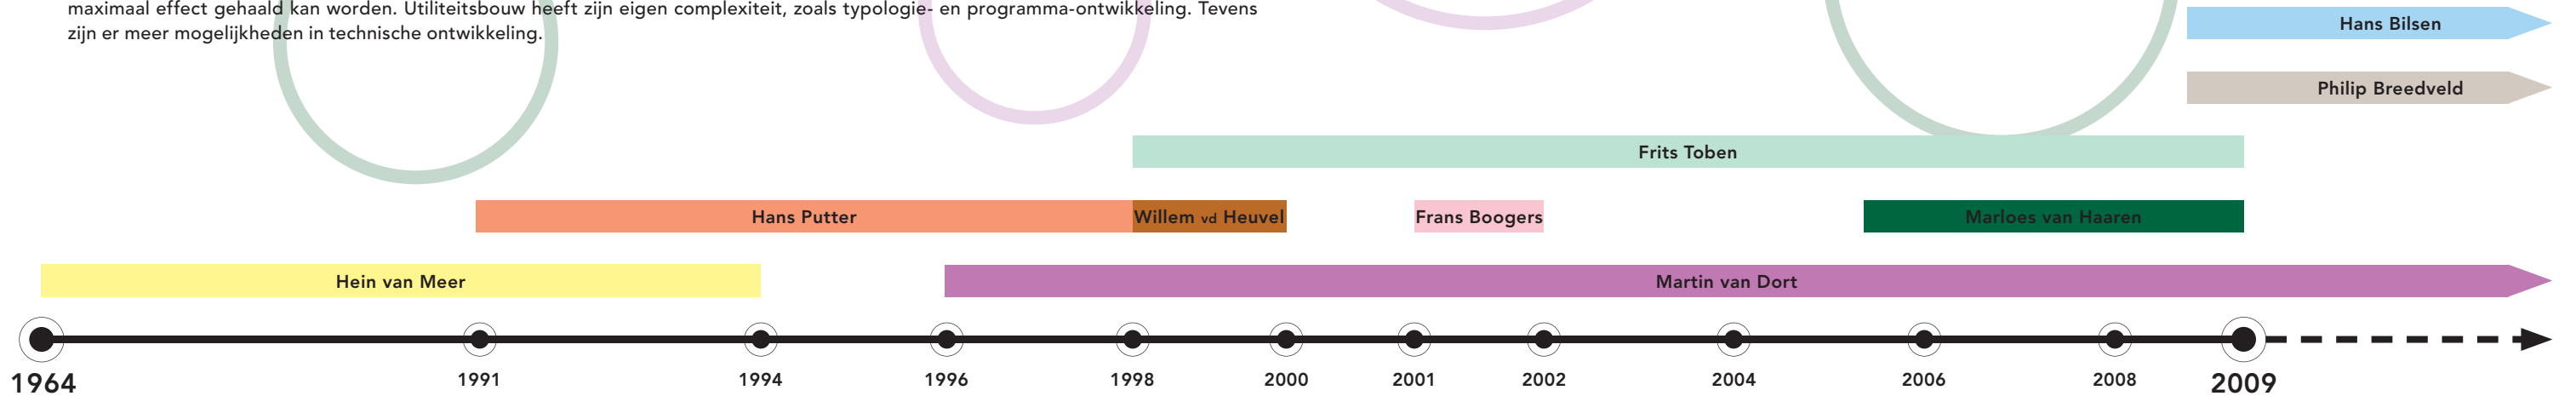 maximaal effect gehaald kan worden. Utiliteitsbouw heeft zijn eigen complexiteit, zoals typologie- en programma-ontwikkeling. Tevens
zijn er meer mogelijkheden in technische ontwikkeling.
Hans Bilsen
Philip Breedveld
Frits Toben
Hans Putter
Willem vd Heuvel
Frans Boogers
Marloes van Haaren
Hein van Meer
Martin van Dort
1964
1991
1994
1996
1998
2000
2001
2002
2004
2006
2008
2009